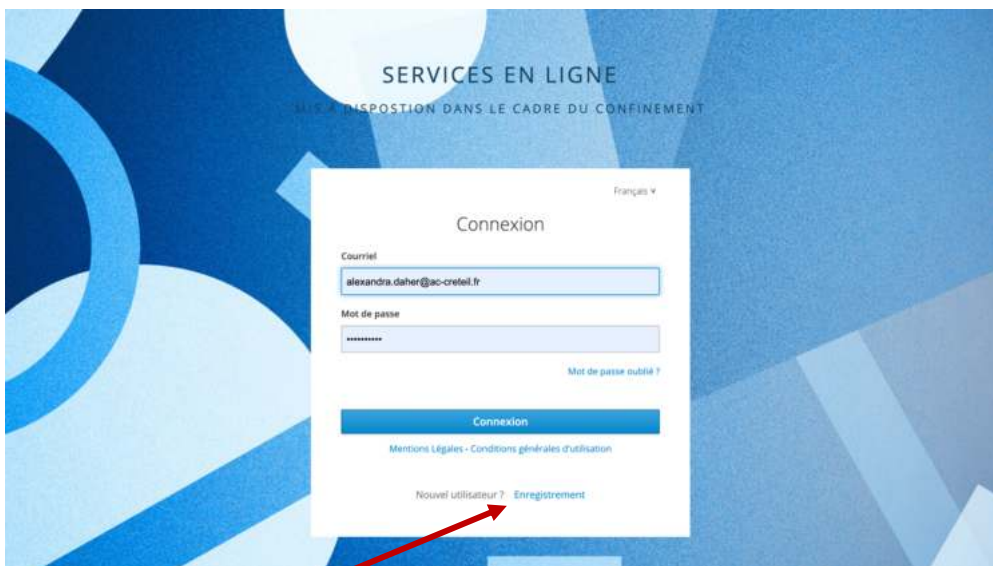 SERVICES EN LIGNE
MIS À DISPOSTION DANS LE CADRE DU CONFINEMENT
Français
Connexion
Courriel
alexandra.daher@ac-creteil.fr
Mot de passe
••••••••••
Mot de passe oublié ?
Connexion
Mentions Légales - Conditions générales d'utilisation
Nouvel utilisateur ? Enregistrement